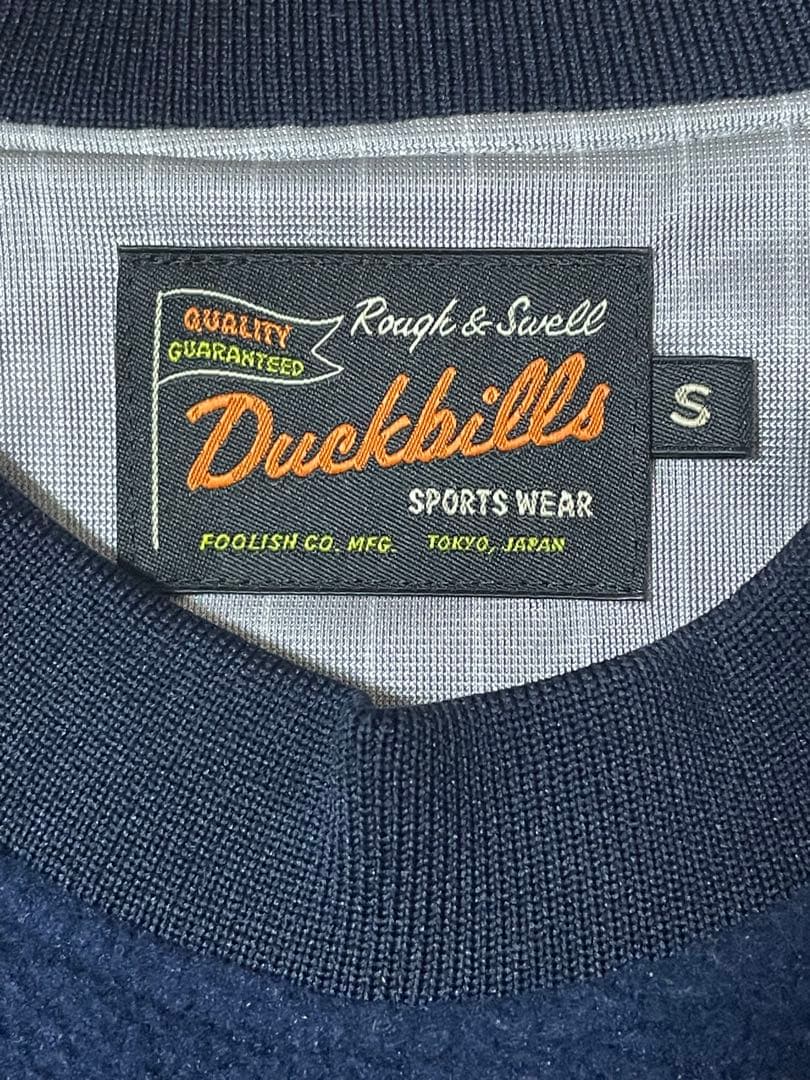 QUALITY
GUARANTEED
Rough & Swell
Duckbills
SPORTS WEAR
FOOLISH CO. MFG. TOKYO, JAPAN
S